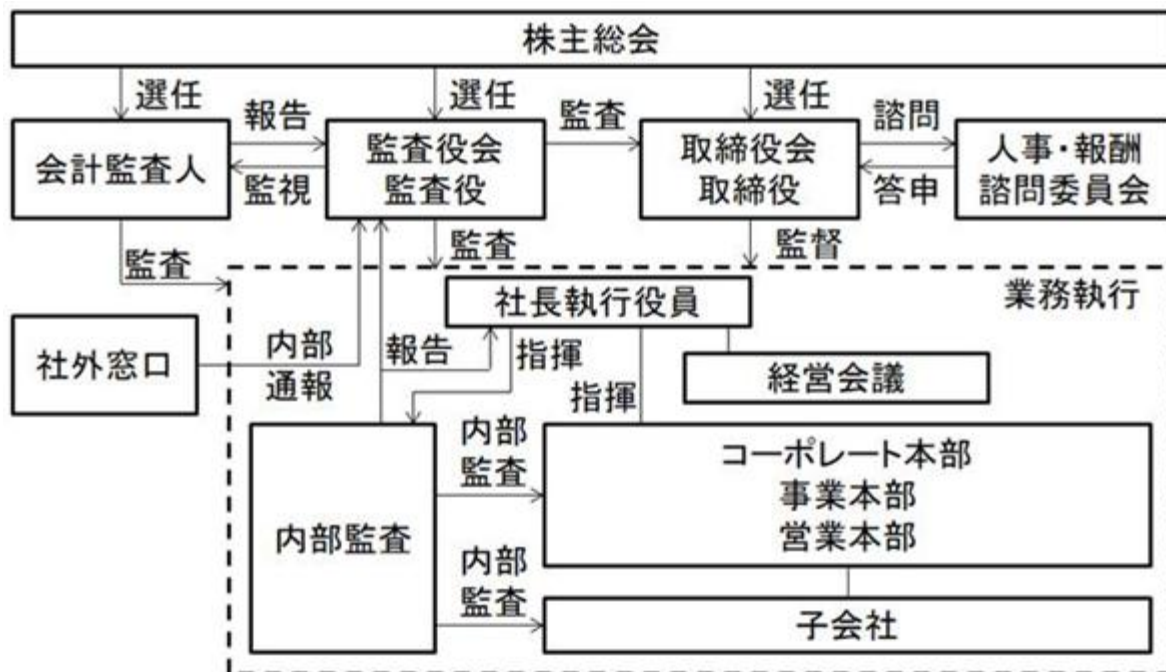 株主総会
選任
選任
選任
報告
監査
諮問
会計監査人
監査役会
監査役
取締役会
取締役
人事・報酬
諮問委員会
監視
答申
監査
監査
監督
業務執行
社長執行役員
社外窓口
内部
通報
報告
指揮
指揮
経営会議
内部監査
内部
監査
コーポレート本部
事業本部
営業本部
内部
監査
子会社